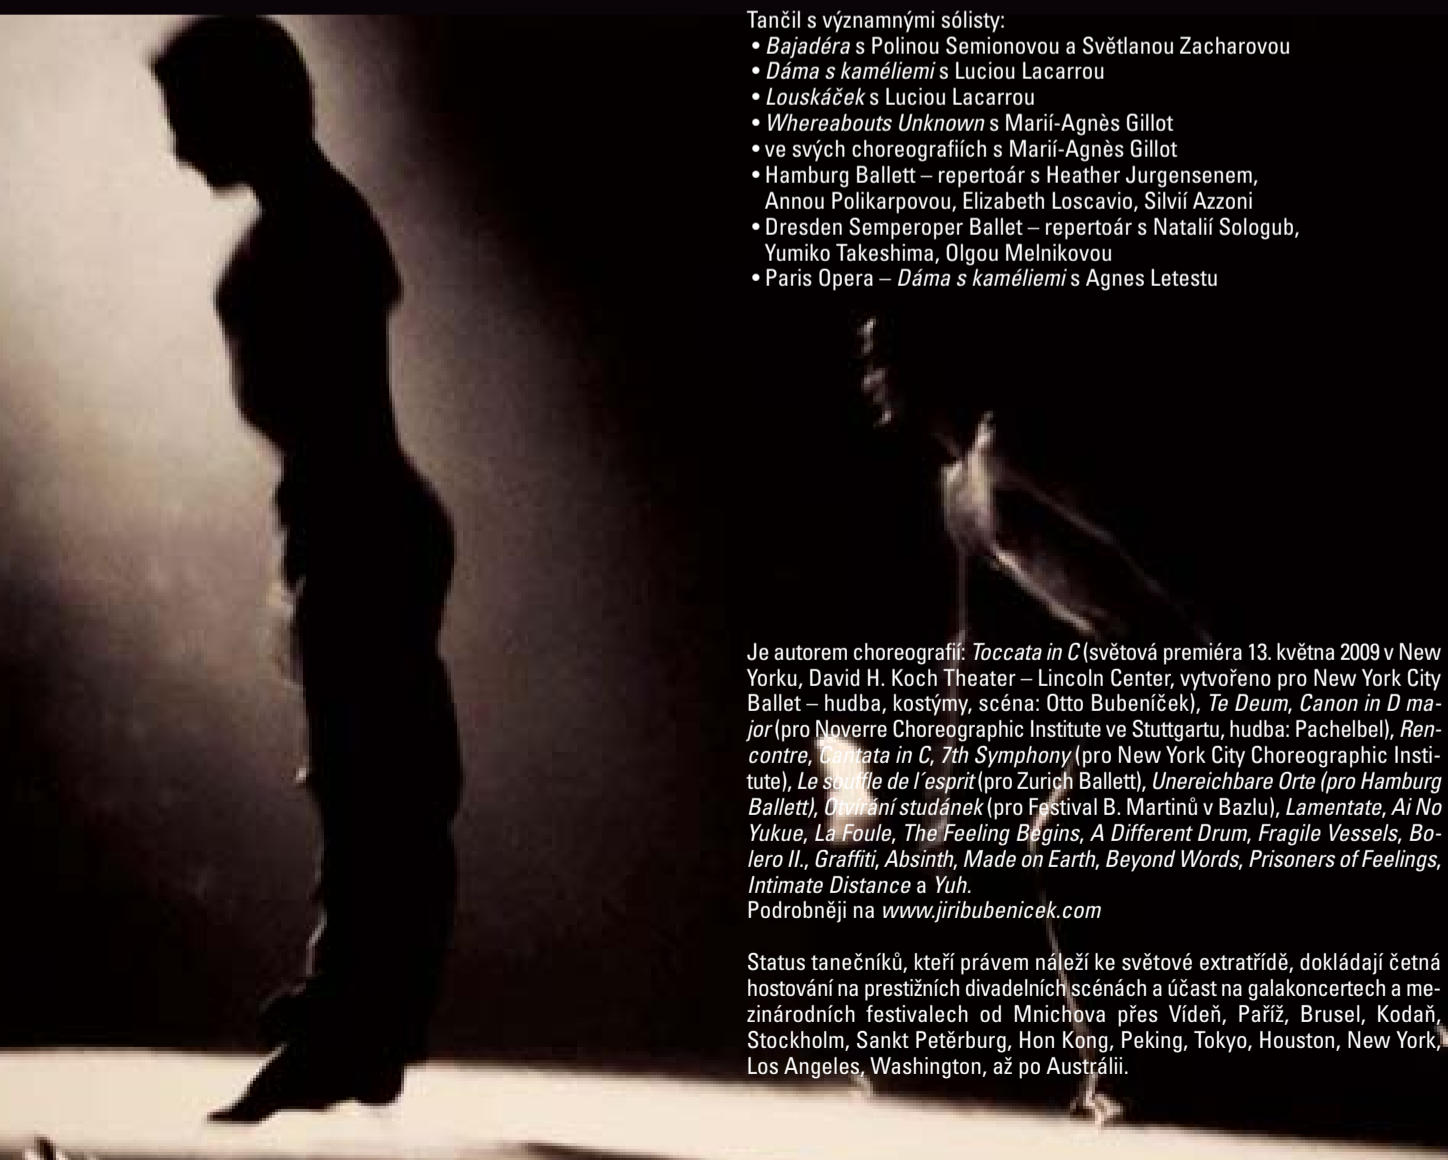 Tančil s významnými sólisty:
• Bajadéra s Polinou Semionovou a Světlanou Zacharovou
• Dáma s kaméliemi s Luciou Lacarrou
• Louskáček s Luciou Lacarrou
• Whereabouts Unknown s Marií-Agnès Gillot
• ve svých choreografiích s Marií-Agnès Gillot
• Hamburg Ballett – repertoár s Heather Jurgensenem,
Annou Polikarpovou, Elizabeth Loscavio, Silvií Azzoni
• Dresden Semperoper Ballet – repertoár s Natalií Sologub,
Yumiko Takeshima, Olgou Melnikovou
• Paris Opera – Dáma s kaméliemi s Agnes Letestu
Je autorem choreografií: Toccata in C (světová premiéra 13. května 2009 v New
Yorku, David H. Koch Theater – Lincoln Center, vytvořeno pro New York City
Ballet – hudba, kostýmy, scéna: Otto Bubeníček), Te Deum, Canon in D ma-
jor (pro Noverre Choreographic Institute ve Stuttgartu, hudba: Pachelbel), Ren-
contre, Cantata in C, 7th Symphony (pro New York City Choreographic Insti-
tute), Le souffle de l´esprit (pro Zurich Ballett), Unereichbare Orte (pro Hamburg
Ballett), Otvírání studánek (pro Festival B. Martinů v Bazlu), Lamentate, Ai No
Yukue, La Foule, The Feeling Begins, A Different Drum, Fragile Vessels, Bo-
lero II., Graffiti, Absinth, Made on Earth, Beyond Words, Prisoners of Feelings,
Intimate Distance a Yuh.
Podrobněji na www.jiribubenicek.com
Status tanečníků, kteří právem náleží ke světové extratřídě, dokládají četná
hostování na prestižních divadelních scénách a účast na galakoncertech a me-
zinárodních festivalech od Mnichova přes Vídeň, Paříž, Brusel, Kodaň,
Stockholm, Sankt Petěrburg, Hon Kong, Peking, Tokyo, Houston, New York,
Los Angeles, Washington, až po Austrálii.